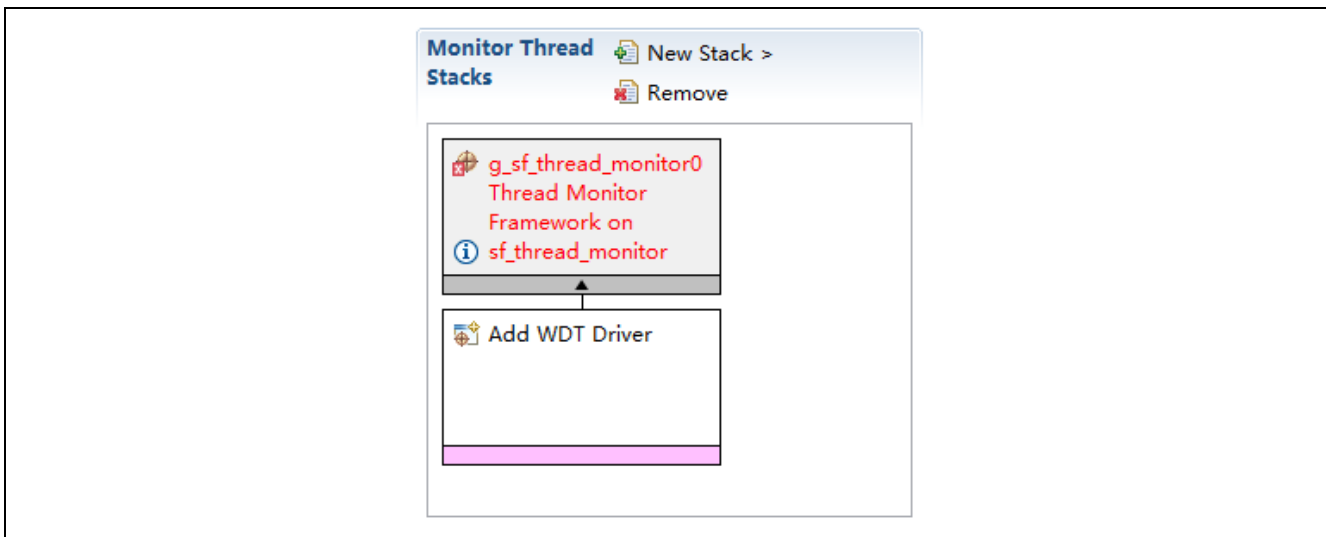 Monitor Thread
Stacks
New Stack >
Remove
g_sf_thread_monitor0
Thread Monitor
Framework on
sf_thread_monitor
Add WDT Driver